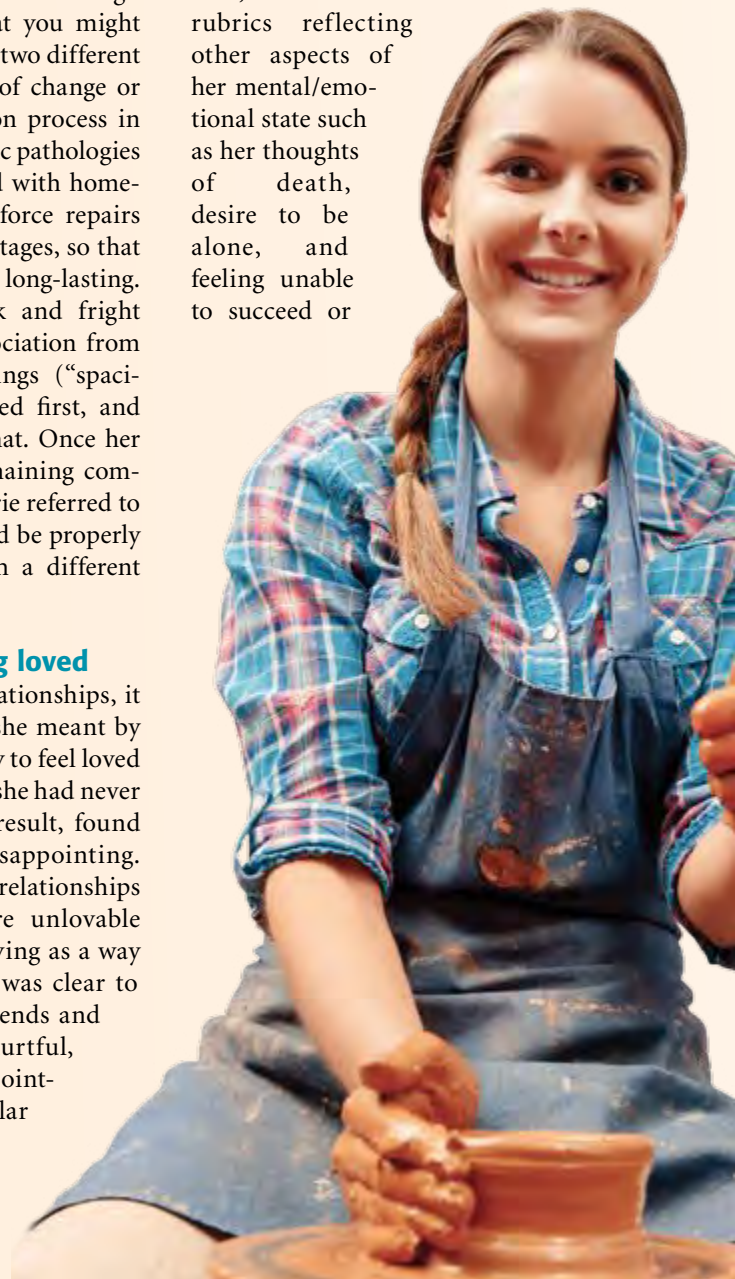 at you might
two different
of change or
on process in
c pathologies
with home-
force repairs
tages, so that
long-lasting.
k and fright
ociation from
ngs (“spaci-
ed first, and
hat. Once her
naining com-
rie referred to
d be properly
n a different
g loved
ationships, it
she meant by
y to feel loved
she had never
result, found
sappointing.
relationships
re unlovable
ving as a way
was clear to
ends and
urtful,
oint-
lar
rubrics reflecting
other aspects of
her mental/emo-
tional state such
as her thoughts
of death,
desire to be
alone, and
feeling unable
to succeed or